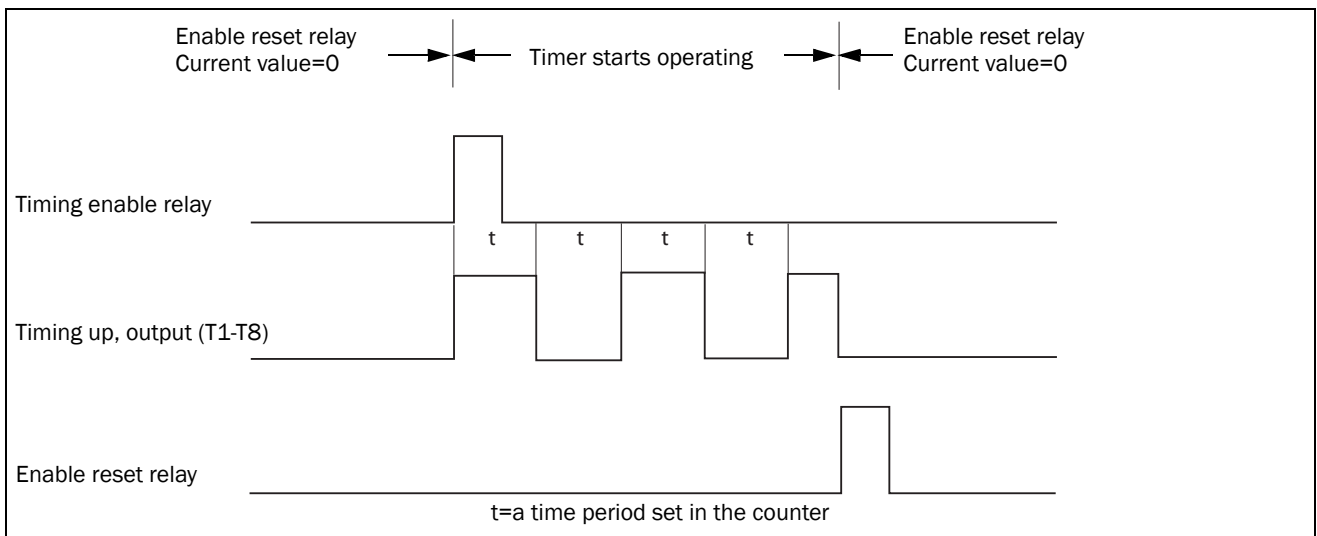 Enable reset relay
Current value=0
Timer starts operating
Enable reset relay
Current value=0
Timing enable relay
t t t t
Timing up, output (T1-T8)
Enable reset relay
t=a time period set in the counter